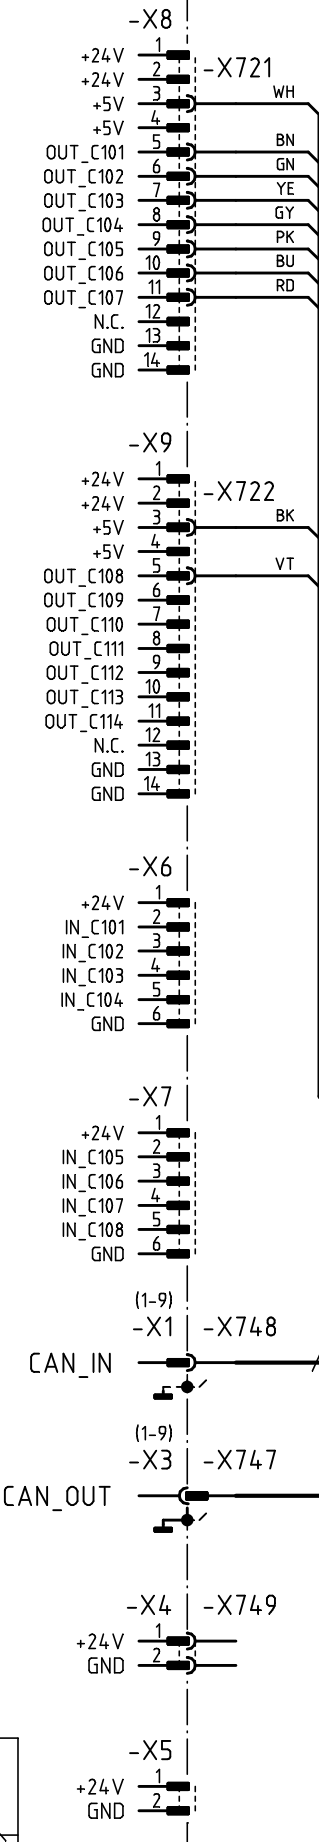 -X8
+24V 1
+24V 2 -X721
+5V 3 WH
+5V 4
OUT_C101 5 BN
OUT_C102 6 GN
OUT_C103 7 YE
OUT_C104 8 GY
OUT_C105 9 PK
OUT_C106 10 BU
OUT_C107 11 RD
N.C. 12
GND 13
GND 14
-X9
+24V 1
+24V 2 -X722
+5V 3 BK
+5V 4
OUT_C108 5 VT
OUT_C109 6
OUT_C110 7
OUT_C111 8
OUT_C112 9
OUT_C113 10
OUT_C114 11
N.C. 12
GND 13
GND 14
-X6
+24V 1
IN_C101 2
IN_C102 3
IN_C103 4
IN_C104 5
GND 6
-X7
+24V 1
IN_C105 2
IN_C106 3
IN_C107 4
IN_C108 5
GND 6
(1-9)
-X1 -X748
CAN_IN
(1-9)
-X3 -X747
CAN_OUT
-X4 -X749
+24V 1
GND 2
-X5
+24V 1
GND 2